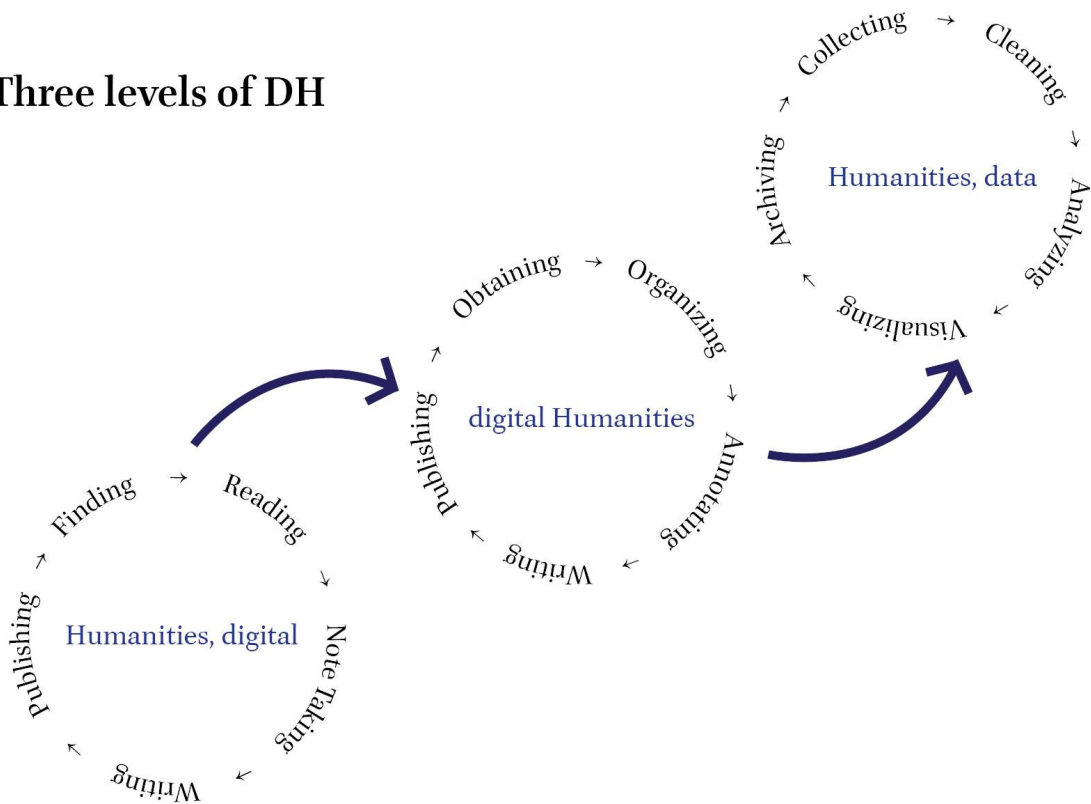 Three levels of DH
Collecting
→
Cleaning
→
Analyzing
→
Visualizing
→
Archiving
→
Humanities, data
Obtaining
→
Organizing
→
Annotating
→
Writing
→
Publishing
→
digital Humanities
Finding
→
Reading
→
Note Taking
→
Writing
→
Publishing
→
Humanities, digital